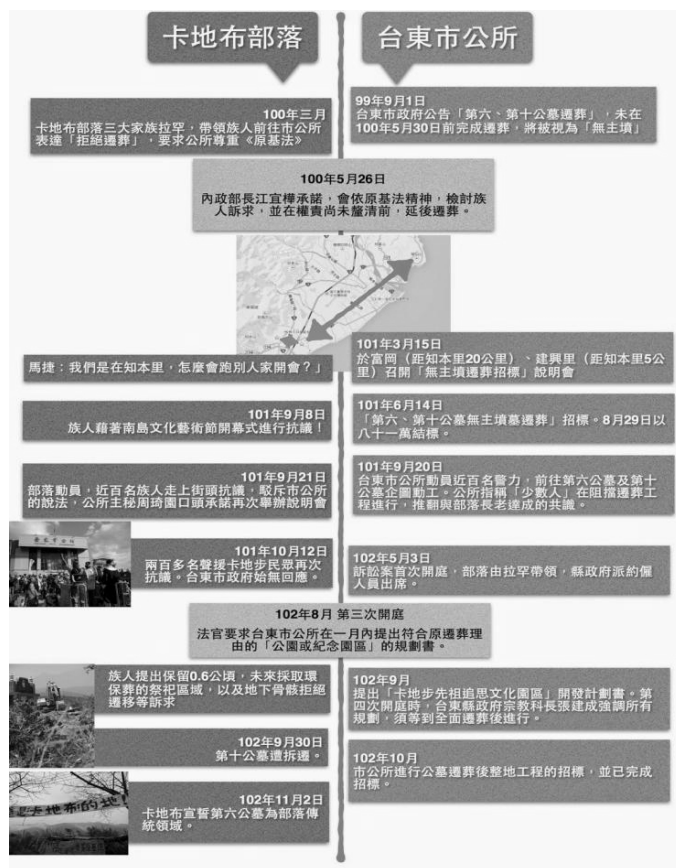 卡地布部落
台東市公所
99年9月1日
台東市政府公告「第六、第十公墓遷葬」，未在
100年5月30日前完成遷葬，將被視為「無主墳」
100年三月
卡地布部落三大家族拉罕，帶領族人前往市公所
表達「拒絕遷葬」，要求公所尊重《原基法》
100年5月26日
內政部長江宜樺承諾，會依原基法精神，檢討族
人訴求，並在權責尚未釐清前，延後遷葬。
101年3月15日
於富岡（距知本里20公里）、建興里（距知本里5公
里）召開「無主墳遷葬招標」說明會
馬捷：我們是在知本里，怎麼會跑別人家開會？」
101年6月14日
「第六、第十公墓無主墳墓遷葬」招標。8月29日以
八十一萬結標。
101年9月8日
族人藉著南島文化藝術節開幕式進行抗議！
101年9月20日
台東市公所動員近百名警力，前往第六公墓及第十
公墓企圖動工。公所指稱「少數人」在阻擋遷葬工
程進行，推翻與部落長老達成的共識。
101年9月21日
部落動員，近百名族人走上街頭抗議，駁斥市公所
的說法，公所主秘周琦園口頭承諾再次舉辦說明會
101年10月12日
兩百多名聲援卡地步民眾再次
抗議。台東市政府始無回應。
102年5月3日
訴訟案首次開庭，部落由拉罕帶領，縣政府派約僱
人員出席。
102年8月 第三次開庭
法官要求台東市公所在一月內提出符合原遷葬理
由的「公園或紀念園區」的規劃書。
族人提出保留0.6公頃，未來採取環
保葬的祭祀區域，以及地下骨骸拒絕
遷移等訴求
102年9月
提出「卡地步先祖追思文化園區」開發計劃書。第
四次開庭時，台東縣政府宗教科長張建成強調所有
規劃，須等到全面遷葬後進行。
102年9月30日
第十公墓遭拆遷。
102年10月
市公所進行公墓遷葬後整地工程的招標，並已完成
招標。
卡地布的地
102年11月2日
卡地布宣誓第六公墓為部落傳
統領域。